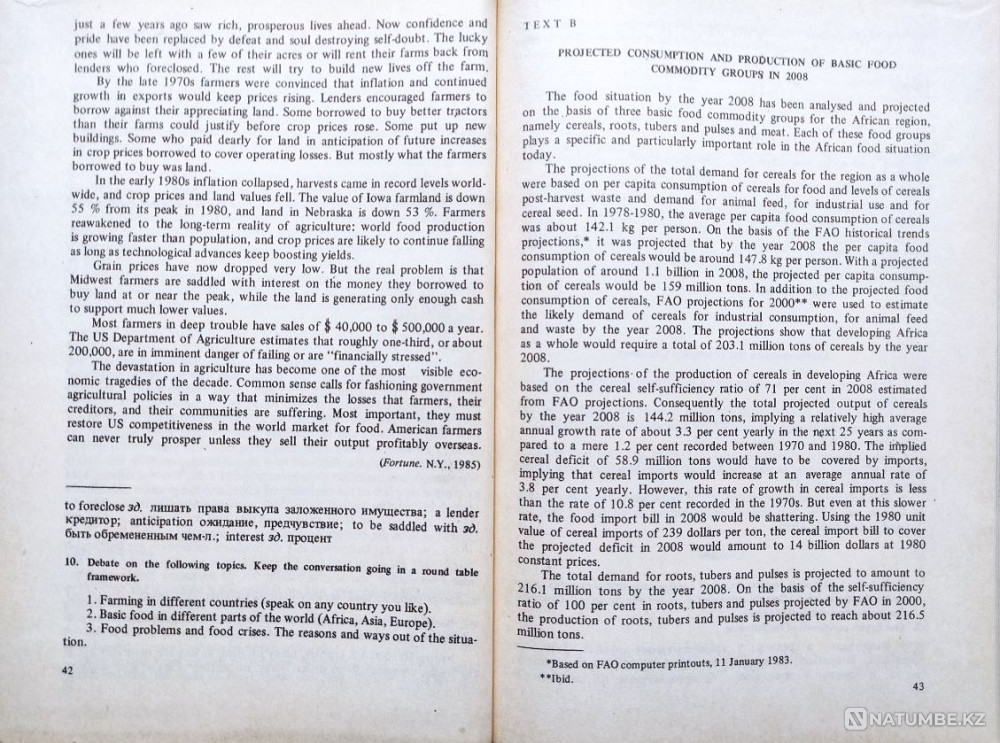 just a few years ago saw rich, prosperous lives ahead. Now confidence and
pride have been replaced by defeat and soul destroying self-doubt. The lucky
ones will be left with a few of their acres or will rent their farms back from
lenders who foreclosed. The rest will try to build new lives off the farm.
By the late 1970s farmers were convinced that inflation and continued
growth in exports would keep prices rising. Lenders encouraged farmers to
borrow against their appreciating land. Some borrowed to buy better tractors
than their farms could justify before crop prices rose. Some put up new
buildings. Some who paid dearly for land in anticipation of future increases
in crop prices borrowed to cover operating losses. But mostly what the farmers
borrowed to buy was land.
In the early 1980s inflation collapsed, harvests came in record levels world-
wide, and crop prices and land values fell. The value of Iowa farmland is down
55 % from its peak in 1980, and land in Nebraska is down 53 %. Farmers
reawakened to the long-term reality of agriculture: world food production
is growing faster than population, and crop prices are likely to continue falling
as long as technological advances keep boosting yields.
Grain prices have now dropped very low. But the real problem is that
Midwest farmers are saddled with interest on the money they borrowed to
buy land at or near the peak, while the land is generating only enough cash
to support much lower values.
Most farmers in deep trouble have sales of $ 40,000 to $ 500,000 a year.
The US Department of Agriculture estimates that roughly one-third, or about
200,000, are in imminent danger of failing or are "financially stressed".
The devastation in agriculture has become one of the most visible eco-
nomic tragedies of the decade. Common sense calls for fashioning government
agricultural policies in a way that minimizes the losses that farmers, their
creditors, and their communities are suffering. Most important, they must
restore US competitiveness in the world market for food. American farmers
can never truly prosper unless they sell their output profitably overseas.
(Fortune. N.Y., 1985)
to foreclose зд. лишать права выкупа заложенного имущества; a lender
кредитор; anticipation ожидание, предчувствие; to be saddled with зд.
быть обремененным чем-л.; interest зд. процент
10. Debate on the following topics. Keep the conversation going in a round table
framework.
1. Farming in different countries (speak on any country you like).
2. Basic food in different parts of the world (Africa, Asia, Europe).
3. Food problems and food crises. The reasons and ways out of the situa-
tion.
42
TEXT B
PROJECTED CONSUMPTION AND PRODUCTION OF BASIC FOOD
COMMODITY GROUPS IN 2008
The food situation by the year 2008 has been analysed and projected
on the basis of three basic food commodity groups for the African region,
namely cereals, roots, tubers and pulses and meat. Each of these food groups
plays a specific and particularly important role in the African food situation
today.
The projections of the total demand for cereals for the region as a whole
were based on per capita consumption of cereals for food and levels of cereals
post-harvest waste and demand for animal feed, for industrial use and for
cereal seed. In 1978-1980, the average per capita food consumption of cereals
was about 142.1 kg per person. On the basis of the FAO historical trends
projections,* it was projected that by the year 2008 the per capita food
consumption of cereals would be around 147.8 kg per person. With a projected
population of around 1.1 billion in 2008, the projected per capita consump-
tion of cereals would be 159 million tons. In addition to the projected food
consumption of cereals, FAO projections for 2000** were used to estimate
the likely demand of cereals for industrial consumption, for animal feed
and waste by the year 2008. The projections show that developing Africa
as a whole would require a total of 203.1 million tons of cereals by the year
2008.
The projections of the production of cereals in developing Africa were
based on the cereal self-sufficiency ratio of 71 per cent in 2008 estimated
from FAO projections. Consequently the total projected output of cereals
by the year 2008 is 144.2 million tons, implying a relatively high average
annual growth rate of about 3.3 per cent yearly in the next 25 years as com-
pared to a mere 1.2 per cent recorded between 1970 and 1980. The implied
cereal deficit of 58.9 million tons would have to be covered by imports,
implying that cereal imports would increase at an average annual rate of
3.8 per cent yearly. However, this rate of growth in cereal imports is less
than the rate of 10.8 per cent recorded in the 1970s. But even at this slower
rate, the food import bill in 2008 would be shattering. Using the 1980 unit
value of cereal imports of 239 dollars per ton, the cereal import bill to cover
the projected deficit in 2008 would amount to 14 billion dollars at 1980
constant prices.
The total demand for roots, tubers and pulses is projected to amount to
216.1 million tons by the year 2008. On the basis of the self-sufficiency
ratio of 100 per cent in roots, tubers and pulses projected by FAO in 2000,
the production of roots, tubers and pulses is projected to reach about 216.5
million tons.
*Based on FAO computer printouts, 11 January 1983.
**Ibid.
43
NATUMBE.KZ